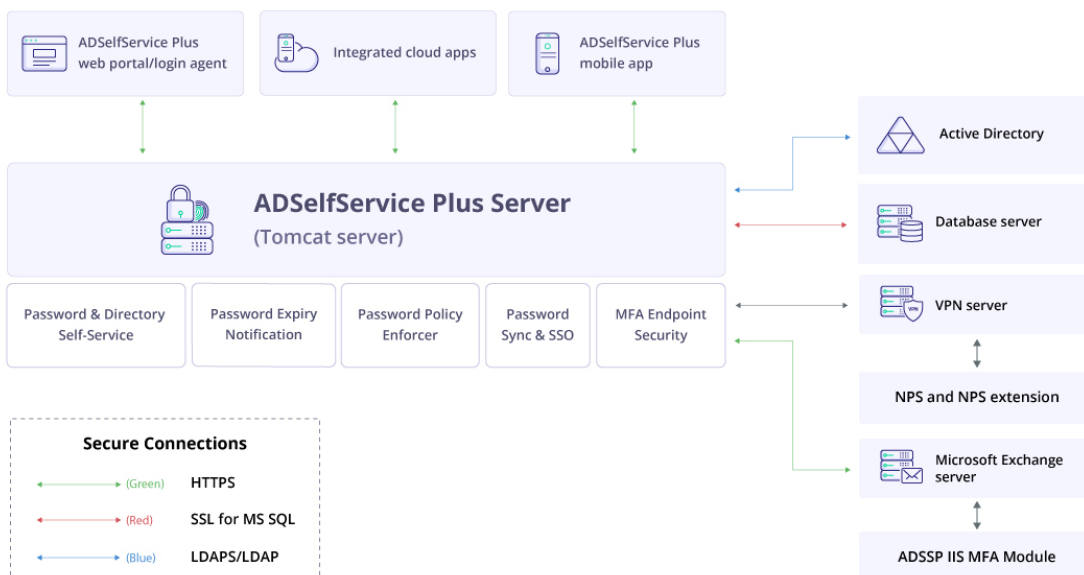 ADSelfService Plus
web portal/login agent
Integrated cloud apps
ADSelfService Plus
mobile app
Active Directory
ADSelfService Plus Server
(Tomcat server)
Database server
Password & Directory
Self-Service
Password Expiry
Notification
Password Policy
Enforcer
Password
Sync & SSO
MFA Endpoint
Security
VPN
VPN server
NPS and NPS extension
Microsoft Exchange
server
ADSSP IIS MFA Module
Secure Connections
(Green) HTTPS
(Red) SSL for MS SQL
(Blue) LDAPS/LDAP